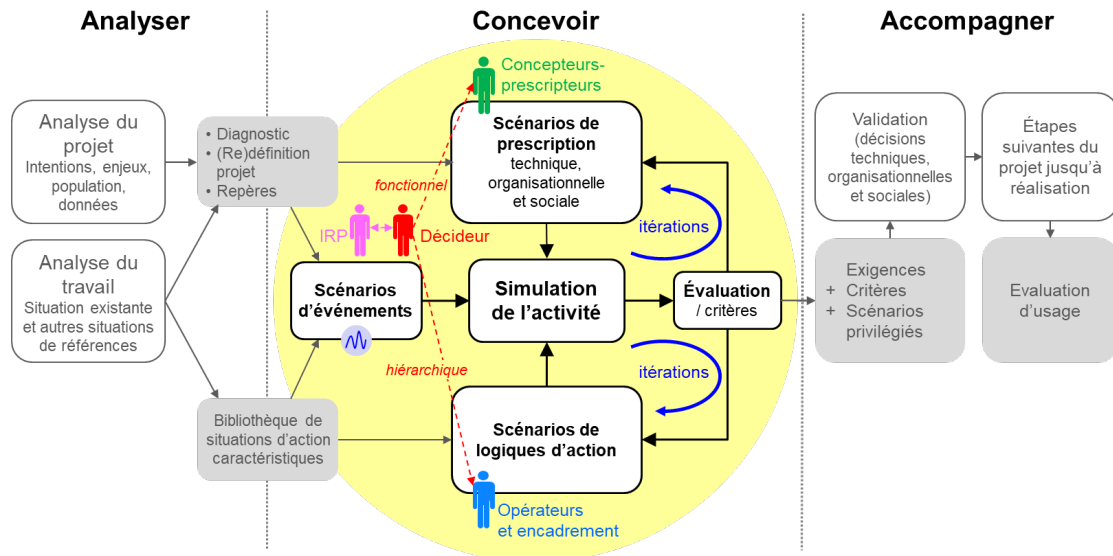 Analyser
Concevoir
Accompagner
Analyse du
projet
Intentions, enjeux,
population,
données
Analyse du
travail
Situation existante
et autres situations
de références
• Diagnostic
• (Re)définition
projet
• Repères
Bibliothèque de
situations d'action
caractéristiques
Concepteurs-
prescripteurs
Scénarios de
prescription
technique,
organisationnelle
et sociale
fonctionnel
IRP
Décideur
itérations
Scénarios
d'événements
Simulation
de l'activité
Évaluation
/ critères
hiérarchique
itérations
Scénarios de
logiques d'action
Opérateurs
et encadrement
Validation
(décisions
techniques,
organisationnelles
et sociales)
Étapes
suivantes du
projet jusqu'à
réalisation
Exigences
+ Critères
+ Scénarios
privilégiés
Evaluation
d'usage